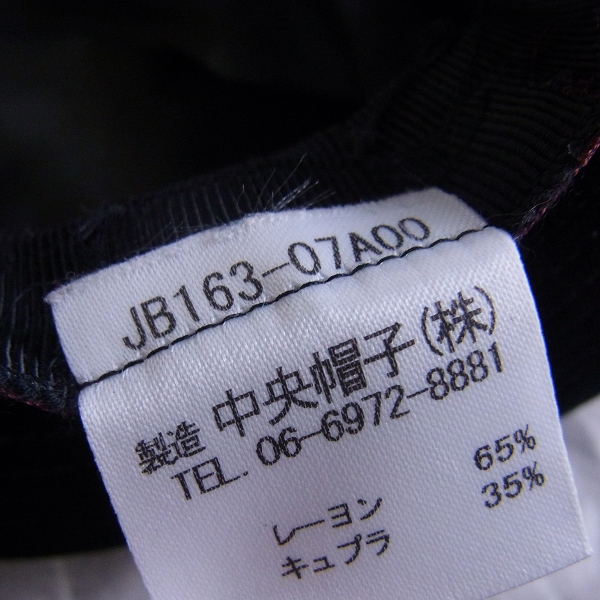 JB163-07A00
製造 中央帽子(株)
TEL. 06-6972-8881
レーヨン 65%
キュプラ 35%